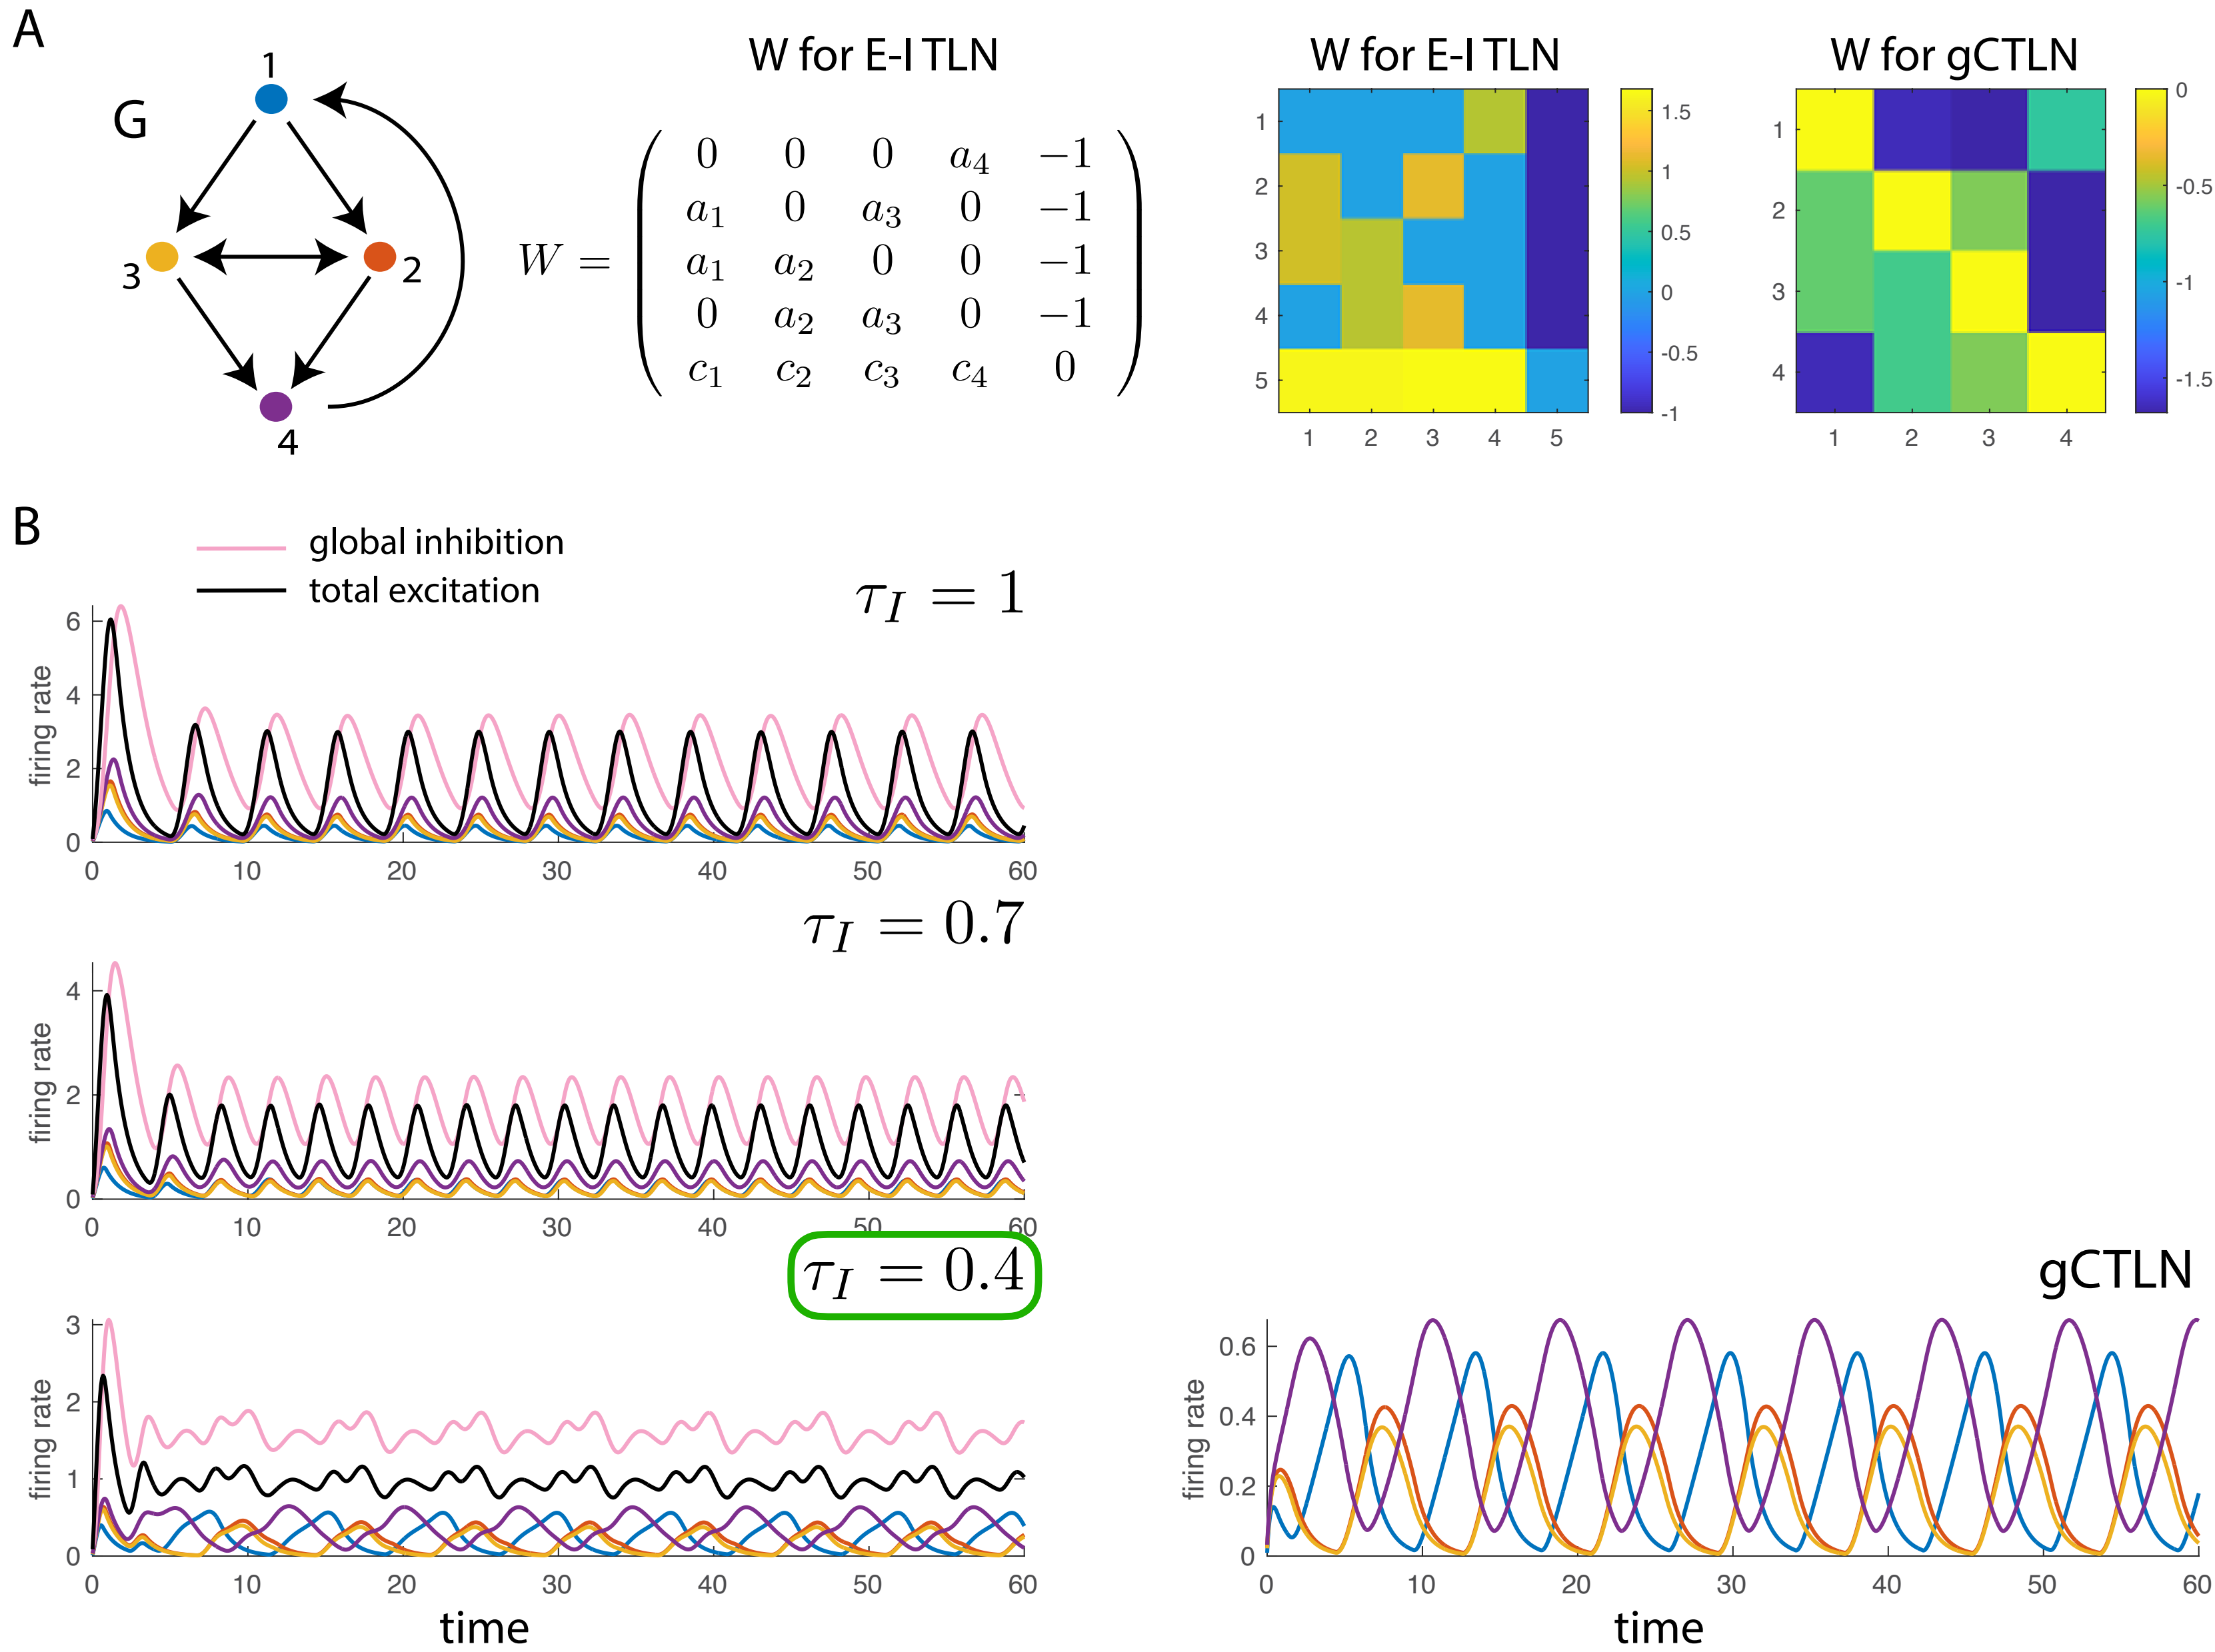 A
G
1
2
3
4
W for E-I TLN
W =
0 0 0 a₄ −1
a₁ 0 a₃ 0 −1
a₁ a₂ 0 0 −1
0 a₂ a₃ 0 −1
c₁ c₂ c₃ c₄ 0
W for E-I TLN
1
2
3
4
5
1 2 3 4 5
1.5
1
0.5
0
-0.5
-1
W for gCTLN
1
2
3
4
1 2 3 4
0
-0.5
-1
-1.5
B
global inhibition
total excitation
τ_I = 1
firing rate
6
4
2
0
0 10 20 30 40 50 60
τ_I = 0.7
firing rate
4
2
0
0 10 20 30 40 50 60
τ_I = 0.4
firing rate
3
2
1
0
0 10 20 30 40 50 60
time
gCTLN
firing rate
0.6
0.4
0.2
0
0 10 20 30 40 50 60
time